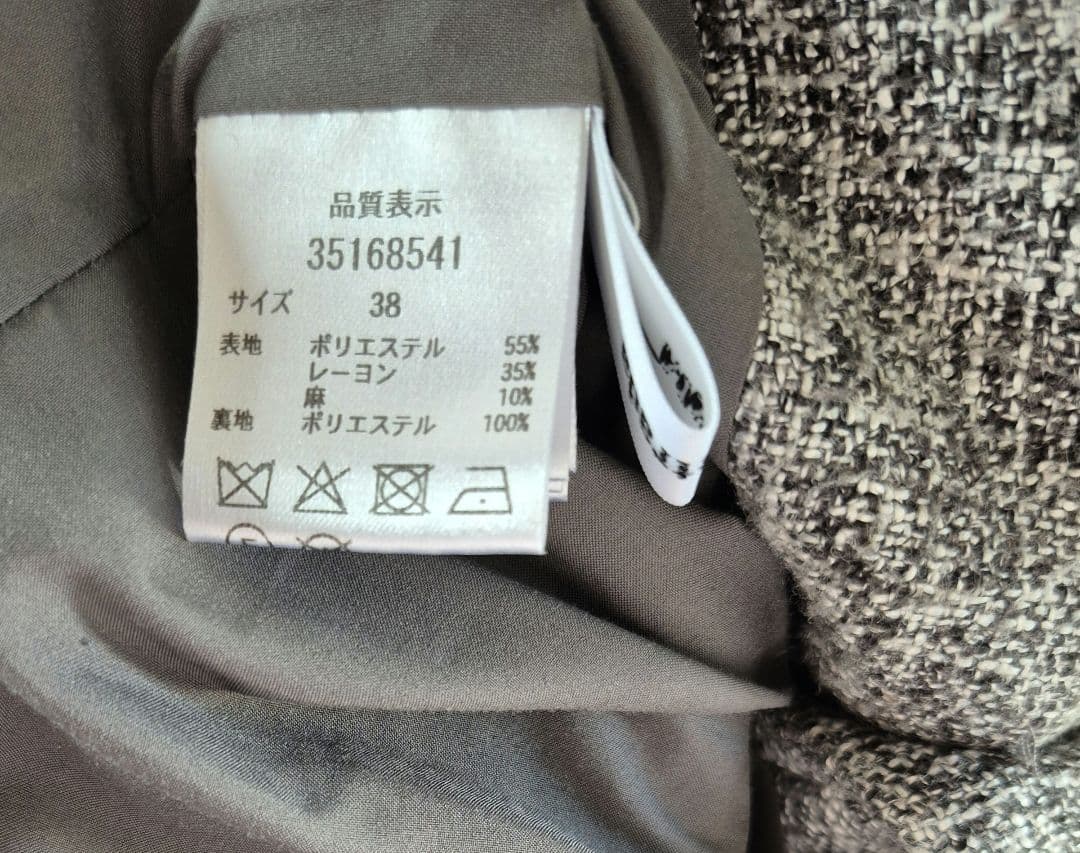 品質表示
35168541
サイズ 38
表地 ポリエステル 55%
レーヨン 35%
麻 10%
裏地 ポリエステル 100%